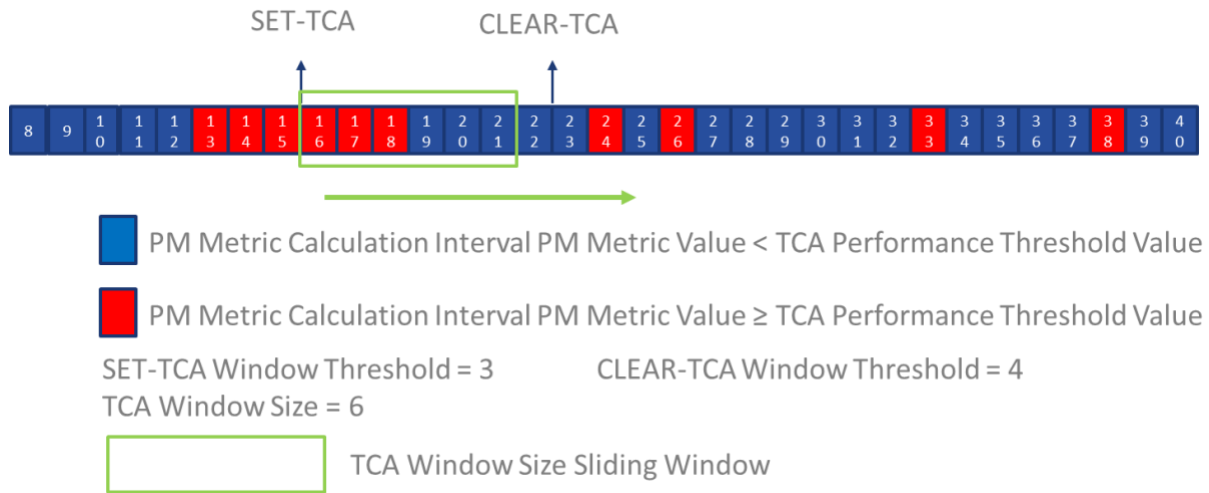 SET-TCA CLEAR-TCA
8 9 10 11 12 13 14 15 16 17 18 19 20 21 22 23 24 25 26 27 28 29 30 31 32 33 34 35 36 37 38 39 40
PM Metric Calculation Interval PM Metric Value < TCA Performance Threshold Value
PM Metric Calculation Interval PM Metric Value ≥ TCA Performance Threshold Value
SET-TCA Window Threshold = 3 CLEAR-TCA Window Threshold = 4
TCA Window Size = 6
TCA Window Size Sliding Window